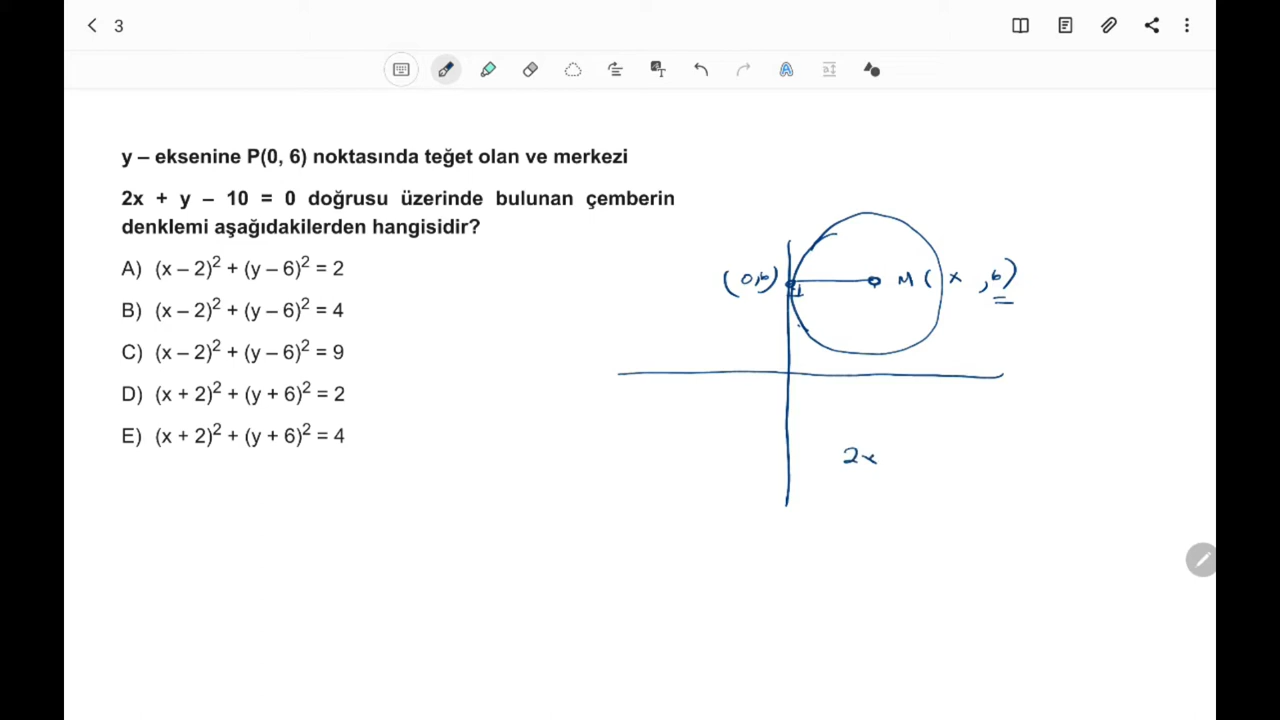 3
y – eksenine P(0, 6) noktasında teğet olan ve merkezi
2x + y – 10 = 0 doğrusu üzerinde bulunan çemberin
denklemi aşağıdakilerden hangisidir?
A) (x – 2)² + (y – 6)² = 2
B) (x – 2)² + (y – 6)² = 4
C) (x – 2)² + (y – 6)² = 9
D) (x + 2)² + (y + 6)² = 2
E) (x + 2)² + (y + 6)² = 4
(0,6) M ( x , 6)
2x